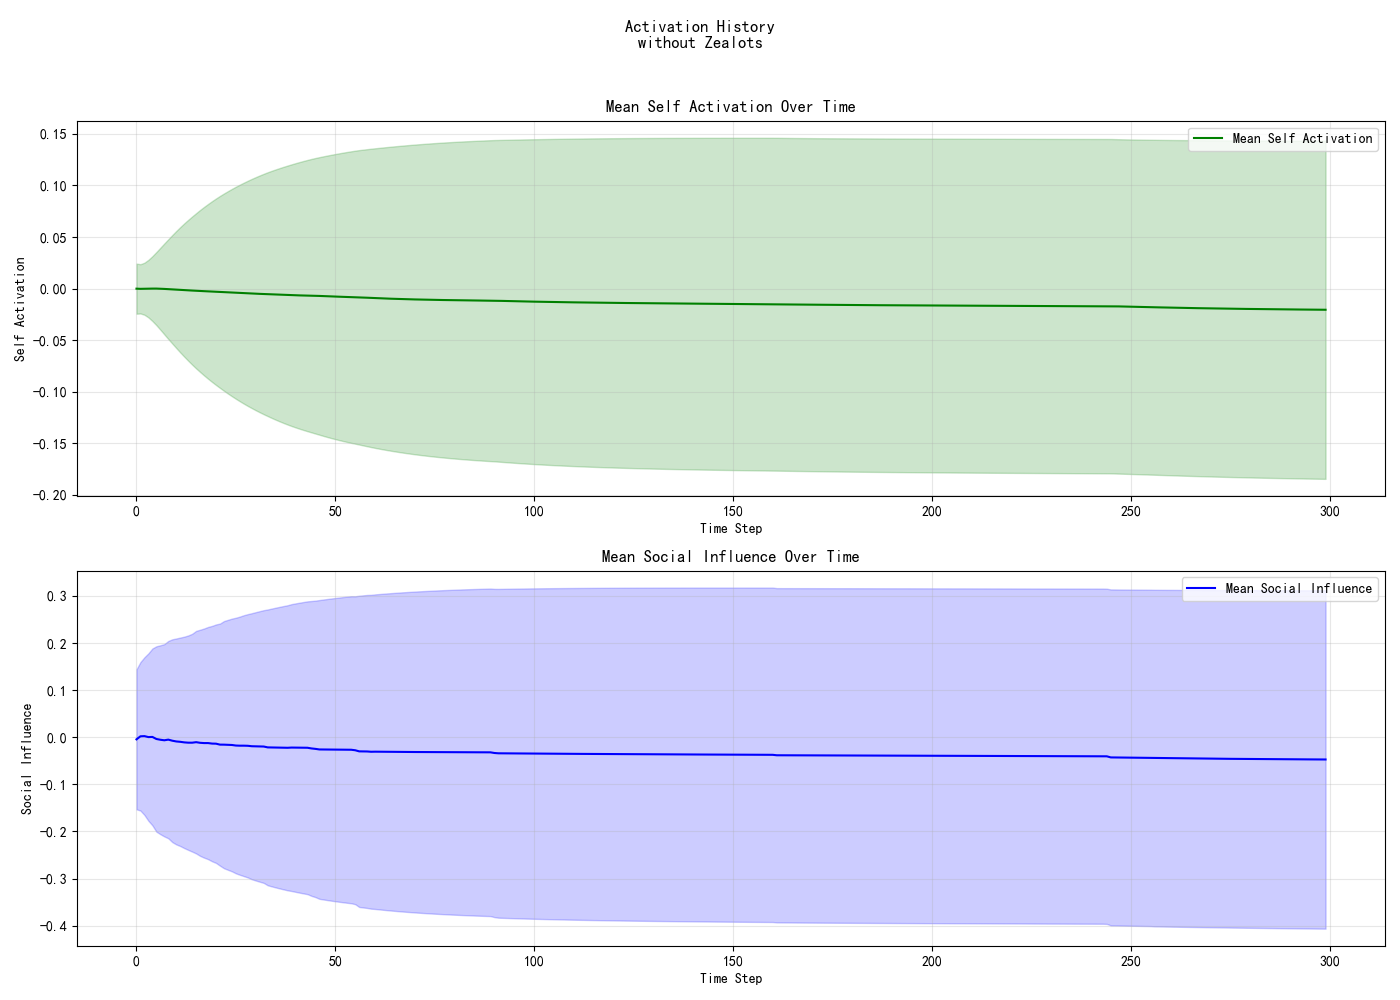 Activation History
without Zealots
Mean Self Activation Over Time
Mean Self Activation
Self Activation
0.15
0.10
0.05
0.00
−0.05
−0.10
−0.15
−0.20
0 50 100 150 200 250 300
Time Step
Mean Social Influence Over Time
Mean Social Influence
Social Influence
0.3
0.2
0.1
0.0
−0.1
−0.2
−0.3
−0.4
0 50 100 150 200 250 300
Time Step